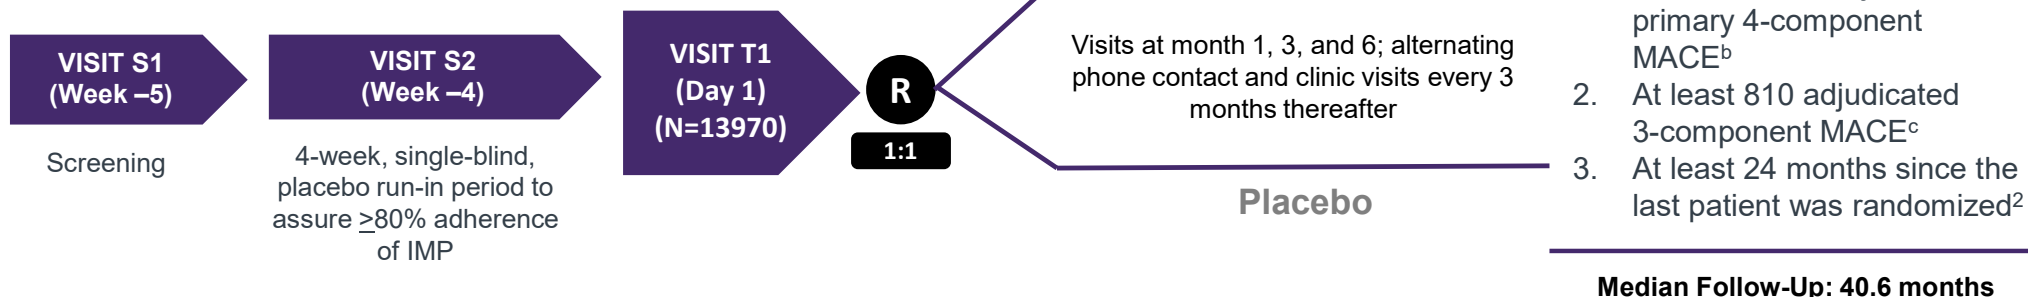 VISIT S1
(Week –5)
Screening
VISIT S2
(Week –4)
4-week, single-blind,
placebo run-in period to
assure >80% adherence
of IMP
VISIT T1
(Day 1)
(N=13970)
R
1:1
Visits at month 1, 3, and 6; alternating
phone contact and clinic visits every 3
months thereafter
Placebo
primary 4-component
MACEᵇ
2. At least 810 adjudicated
3-component MACEᶜ
3. At least 24 months since the
last patient was randomized²
Median Follow-Up: 40.6 months